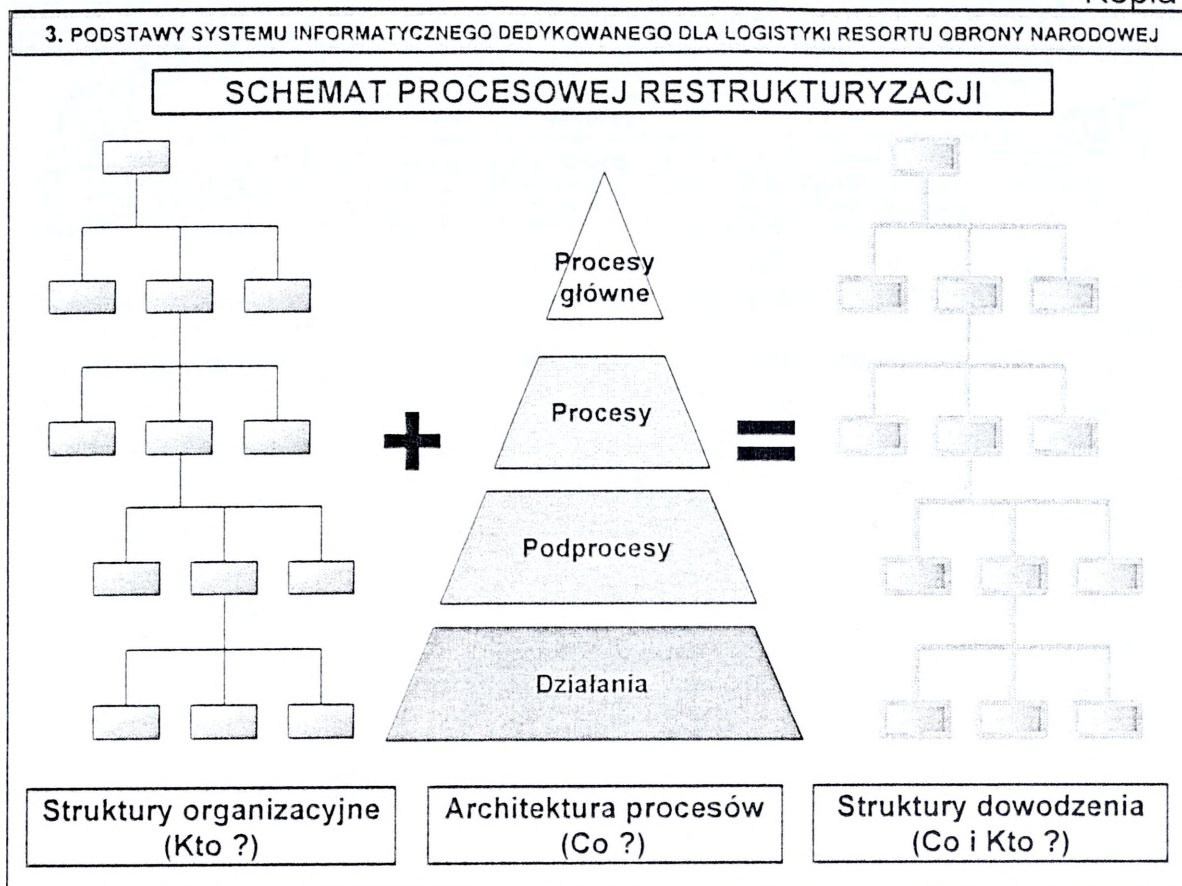 Kopia
3. PODSTAWY SYSTEMU INFORMATYCZNEGO DEDYKOWANEGO DLA LOGISTYKI RESORTU OBRONY NARODOWEJ
SCHEMAT PROCESOWEJ RESTRUKTURYZACJI
Procesy
główne
+
=
Procesy
Podprocesy
Działania
Struktury organizacyjne
(Kto ?)
Architektura procesów
(Co ?)
Struktury dowodzenia
(Co i Kto ?)